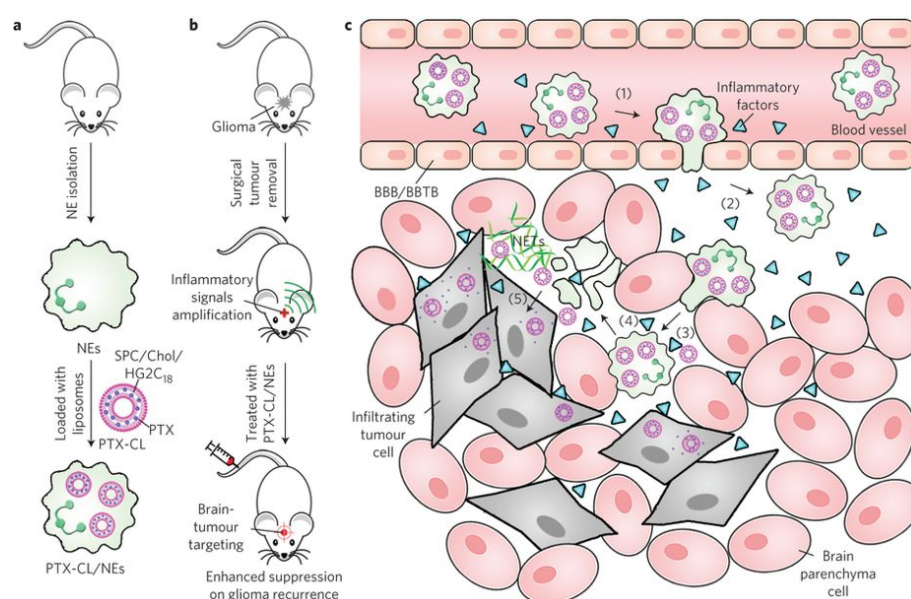 a
NE isolation
NEs
Loaded with
liposomes
SPC/Chol/
HG2C18
PTX
PTX-CL
PTX-CL/NEs
b
Glioma
Surgical
tumour
removal
Inflammatory
signals
amplification
Treated with
PTX-CL/NEs
Brain-
tumour
targeting
Enhanced suppression
on glioma recurrence
c
(1)
Inflammatory
factors
Blood vessel
BBB/BBTB
(2)
NETs
(5)
(4)
(3)
Infiltrating
tumour
cell
Brain
parenchyma
cell